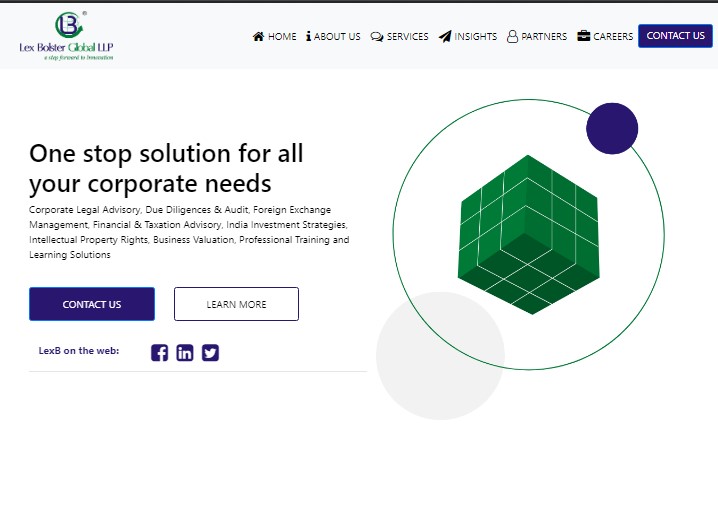 LB ®
Lex Bolster Global LLP
a step forward to innovation
HOME ABOUT US SERVICES INSIGHTS PARTNERS CAREERS CONTACT US
One stop solution for all
your corporate needs
Corporate Legal Advisory, Due Diligences & Audit, Foreign Exchange
Management, Financial & Taxation Advisory, India Investment Strategies,
Intellectual Property Rights, Business Valuation, Professional Training and
Learning Solutions
CONTACT US LEARN MORE
LexB on the web: